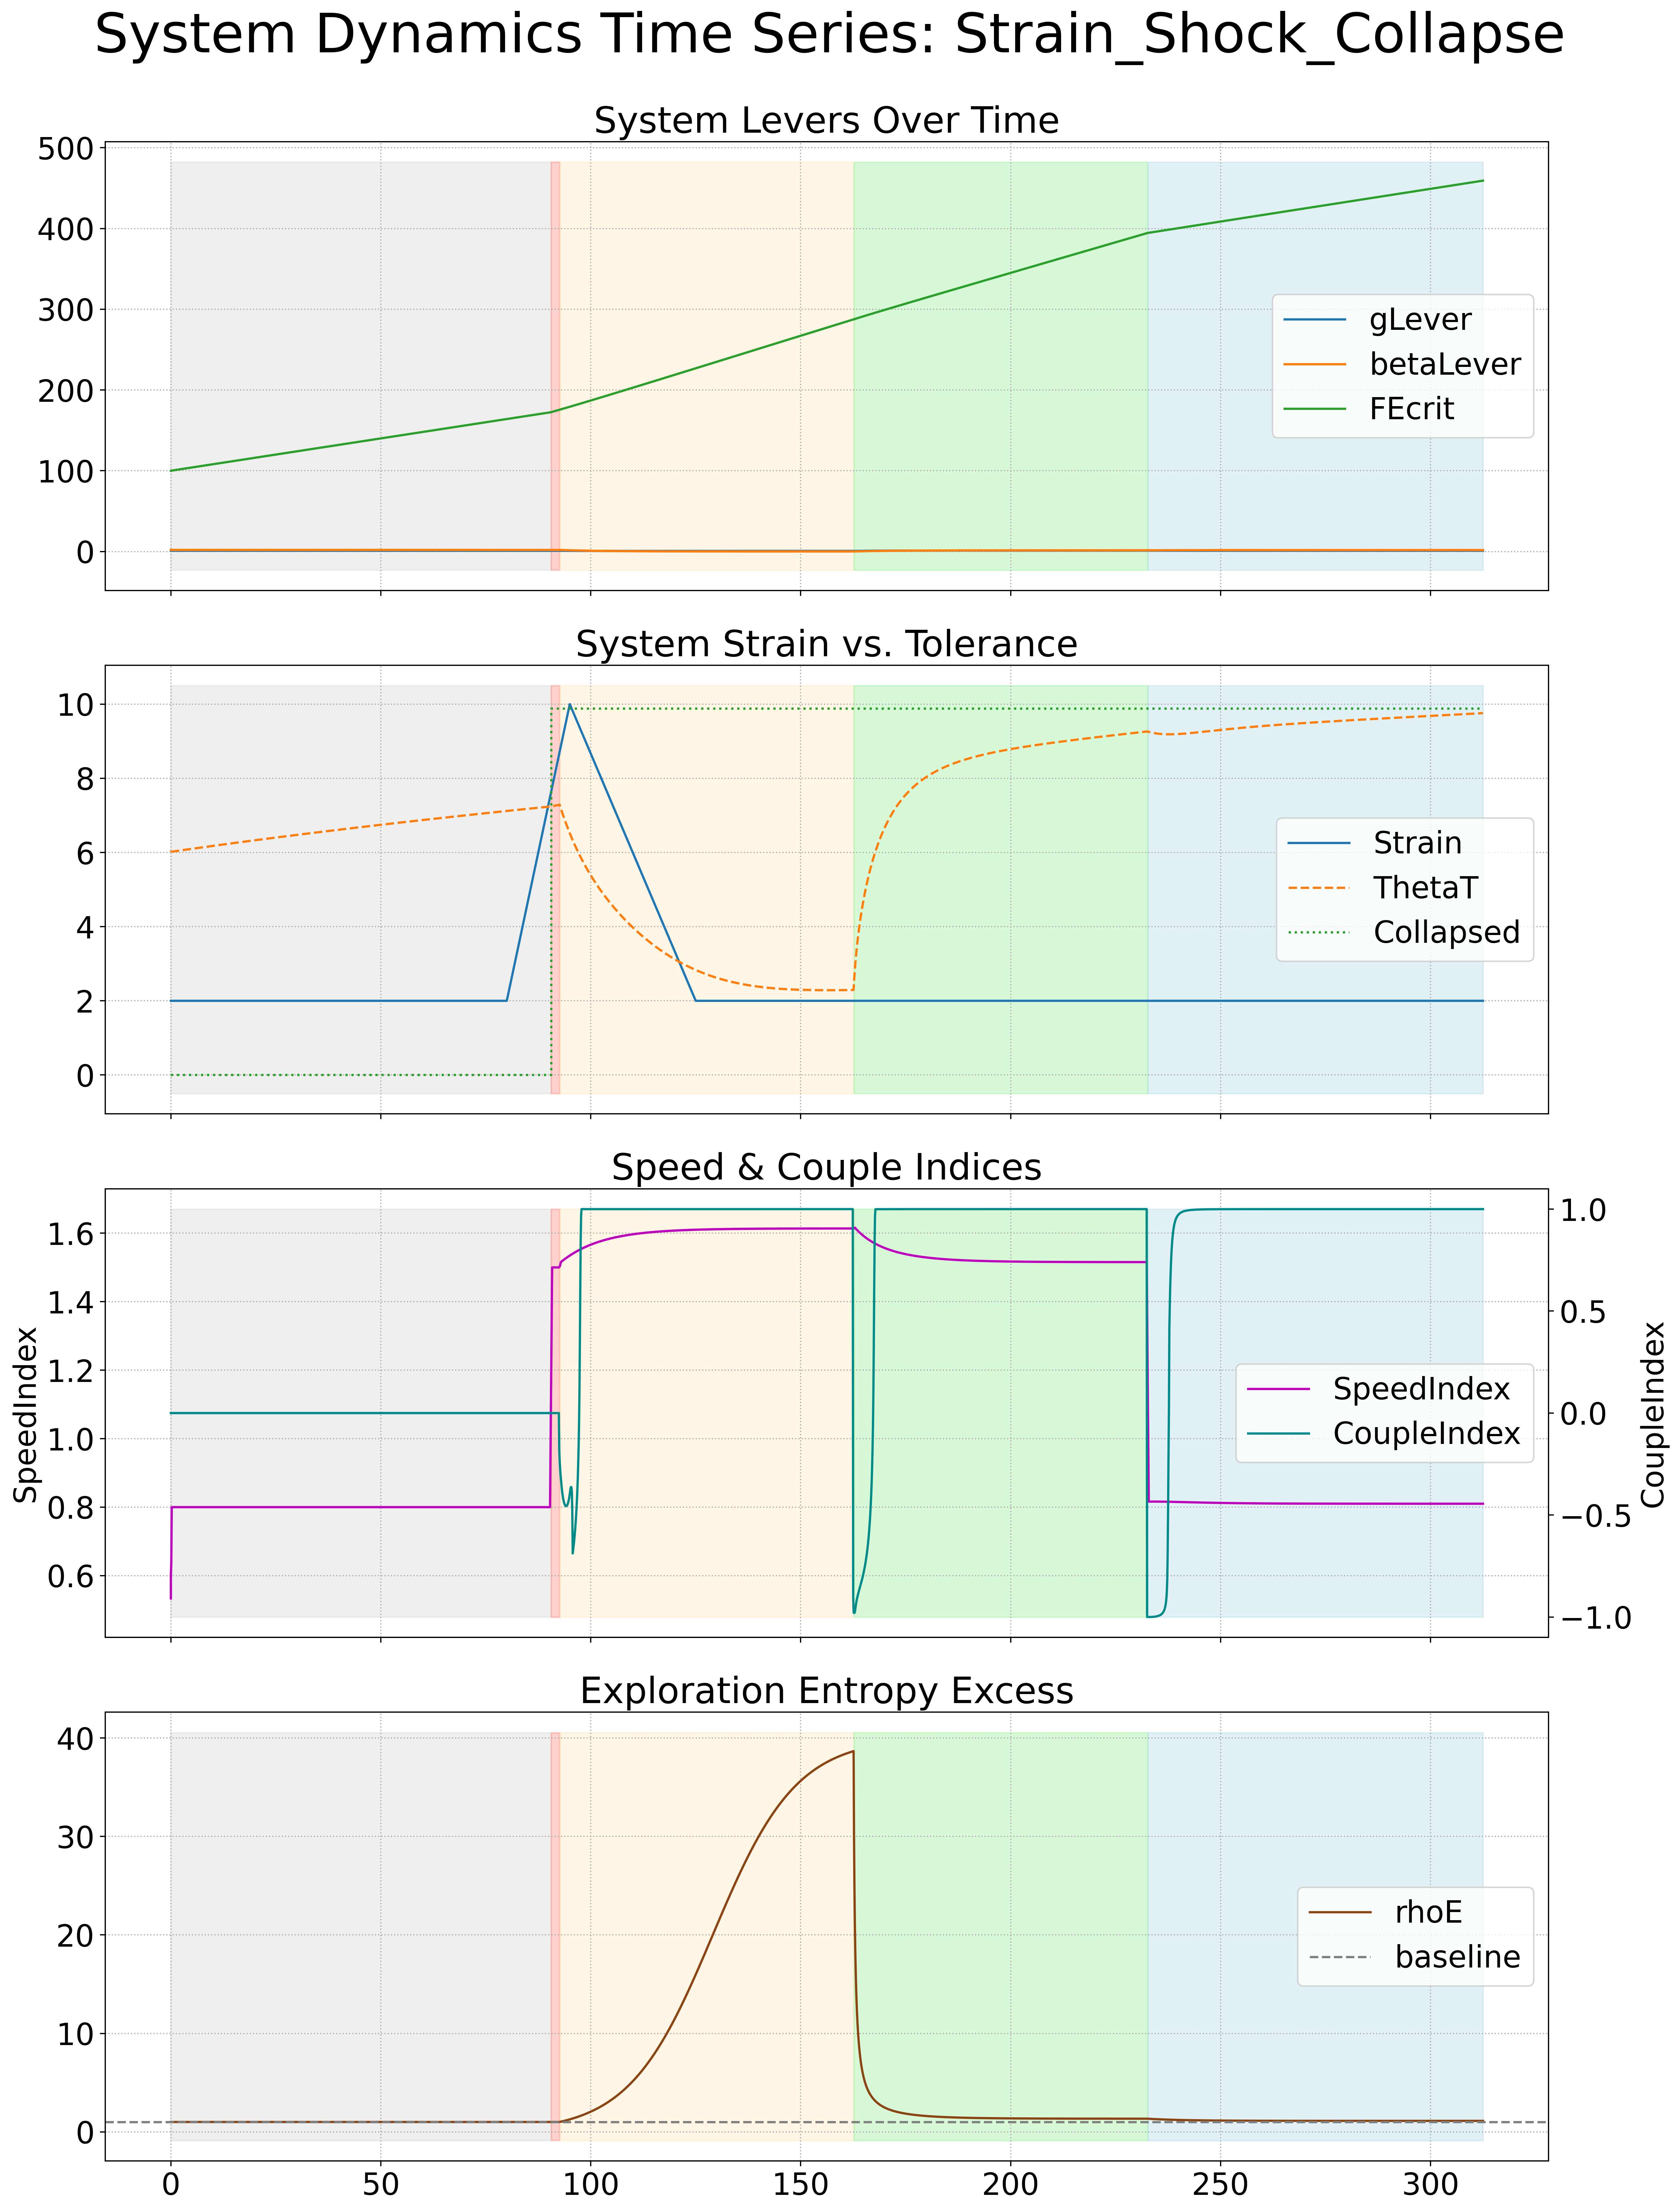 System Dynamics Time Series: Strain_Shock_Collapse
System Levers Over Time
500
400
300
200
100
0
gLever
betaLever
FEcrit
System Strain vs. Tolerance
10
8
6
4
2
0
Strain
ThetaT
Collapsed
Speed & Couple Indices
SpeedIndex
1.6
1.4
1.2
1.0
0.8
0.6
1.0
0.5
0.0
−0.5
−1.0
CoupleIndex
SpeedIndex
CoupleIndex
Exploration Entropy Excess
40
30
20
10
0
rhoE
baseline
0 50 100 150 200 250 300